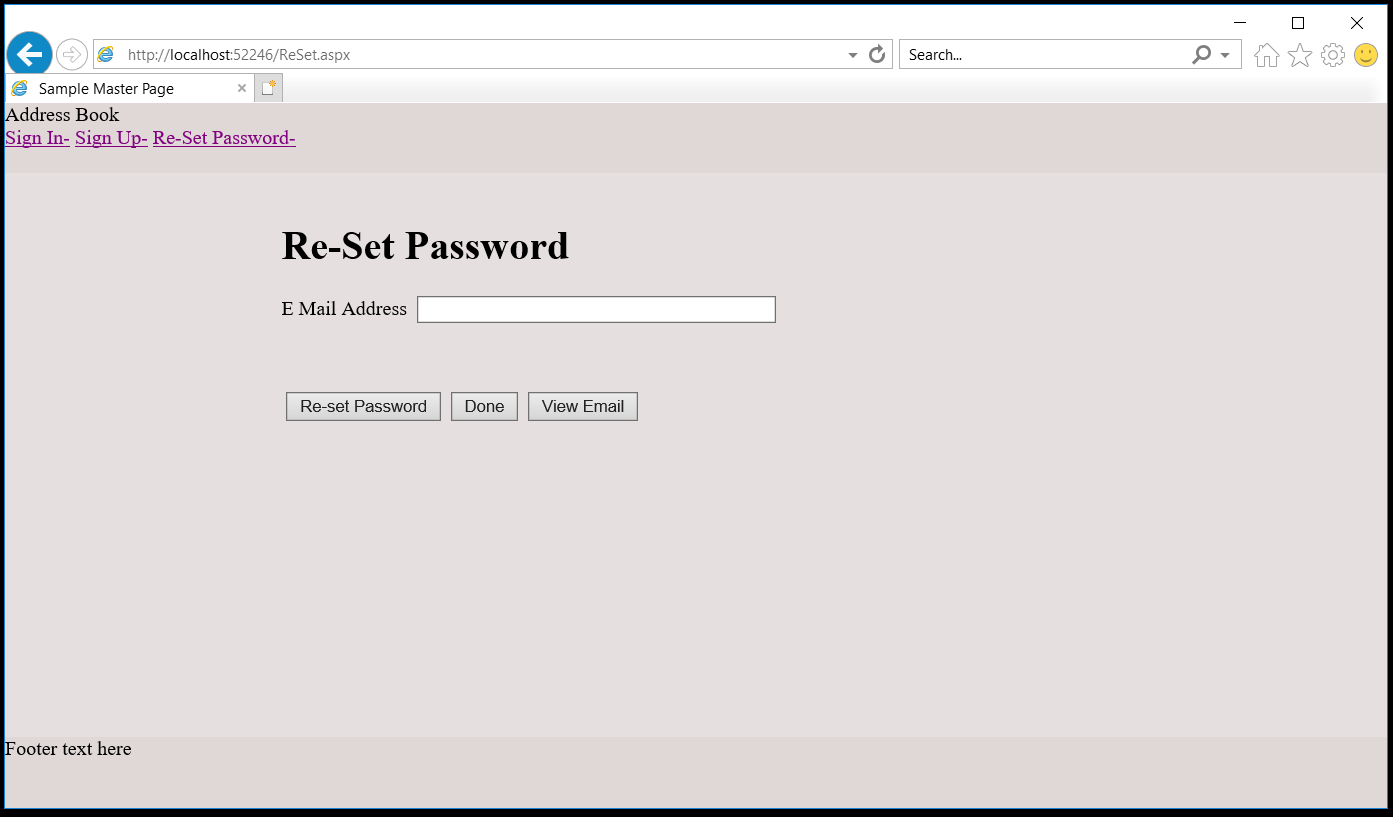 http://localhost:52246/ReSet.aspx
Search...
Sample Master Page
Address Book
Sign In- Sign Up- Re-Set Password-
Re-Set Password
E Mail Address
Re-set Password Done View Email
Footer text here